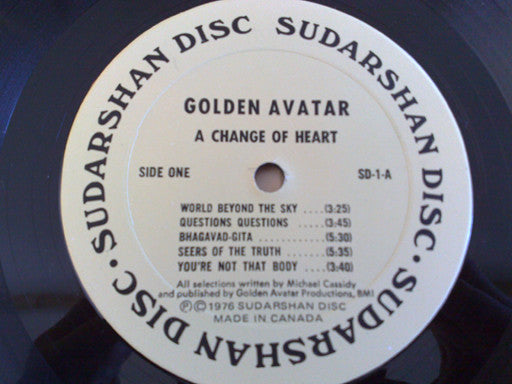 SUDARSHAN DISC • SUDARSHAN DISC • SUDARSHAN DISC • SUDARSHAN DISC
GOLDEN AVATAR
A CHANGE OF HEART
SIDE ONE SD-1-A
WORLD BEYOND THE SKY ....(3:25)
QUESTIONS QUESTIONS ....(3:45)
BHAGAVAD-GITA ............(5:30)
SEERS OF THE TRUTH ......(5:35)
YOU'RE NOT THAT BODY ....(3:40)
All selections written by Michael Cassidy
and published by Golden Avatar Productions, BMI
Ⓟ©1976 SUDARSHAN DISC
MADE IN CANADA